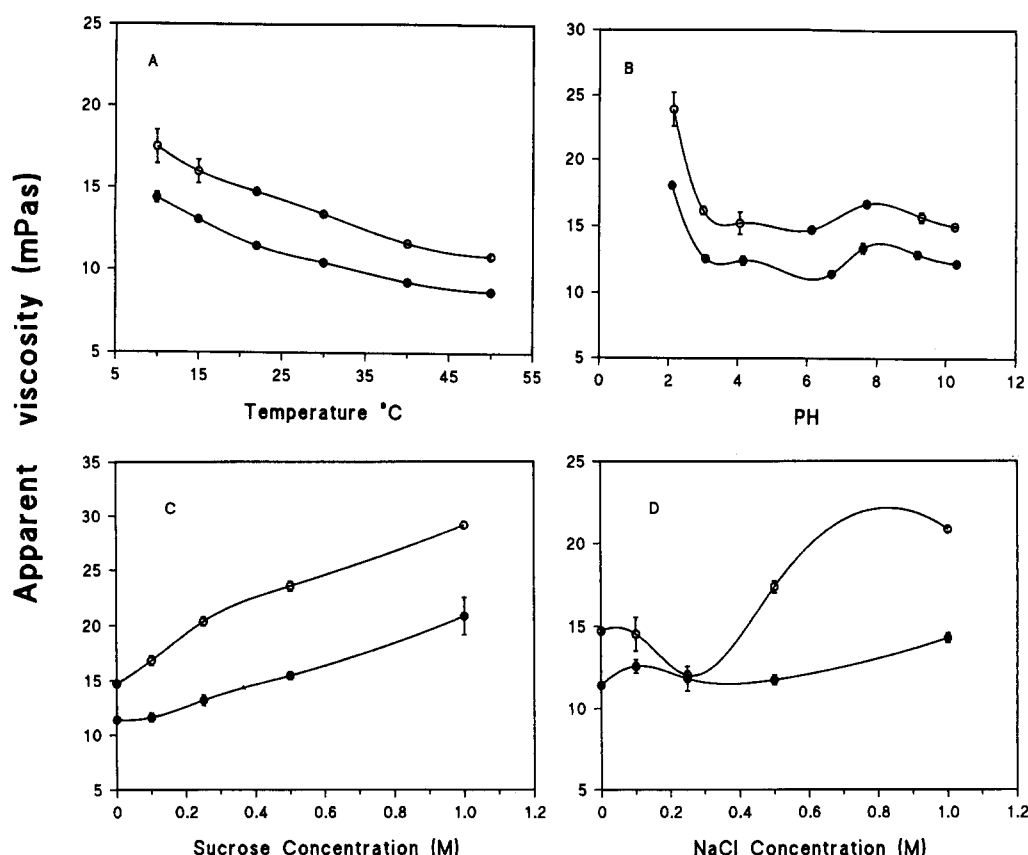 Apparent viscosity (mPas)
25
20
15
10
5
A
5 15 25 35 45 55
Temperature °C
30
25
20
15
10
5
B
0 2 4 6 8 10 12
PH
35
30
25
20
15
10
5
C
0 0.2 0.4 0.6 0.8 1.0 1.2
Sucrose Concentration (M)
25
20
15
10
5
D
0 0.2 0.4 0.6 0.8 1.0 1.2
NaCl Concentration (M)